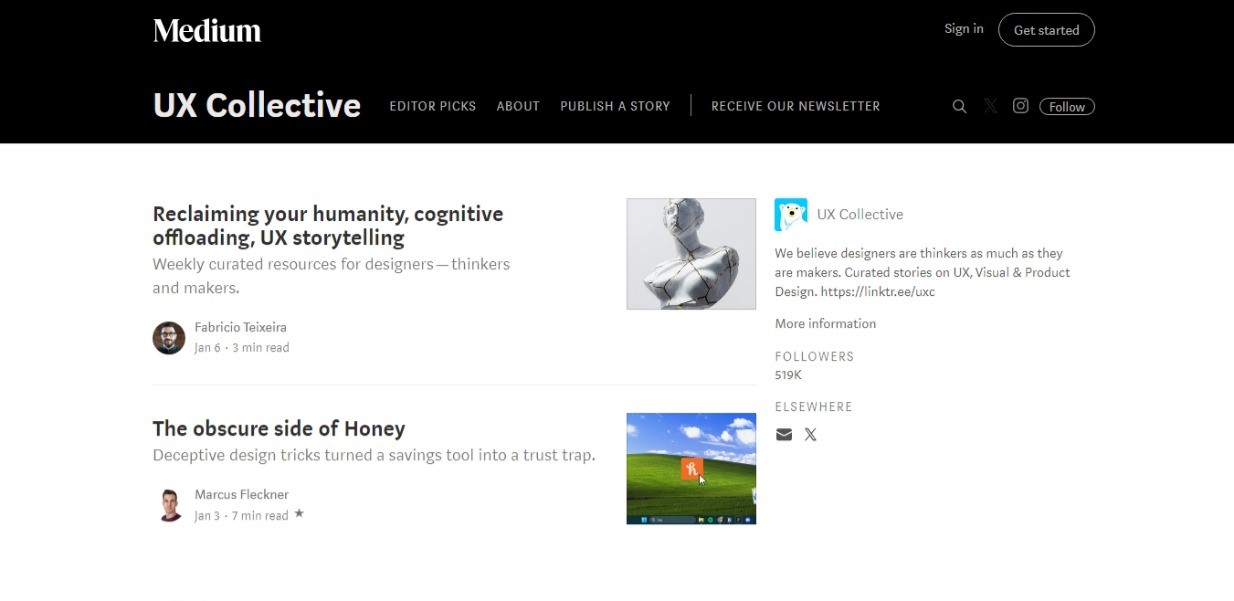 Medium
Sign in
Get started
UX Collective
EDITOR PICKS
ABOUT
PUBLISH A STORY
RECEIVE OUR NEWSLETTER
Follow
Reclaiming your humanity, cognitive
offloading, UX storytelling
Weekly curated resources for designers — thinkers
and makers.
Fabricio Teixeira
Jan 6 · 3 min read
The obscure side of Honey
Deceptive design tricks turned a savings tool into a trust trap.
Marcus Fleckner
Jan 3 · 7 min read ★
UX Collective
We believe designers are thinkers as much as they
are makers. Curated stories on UX, Visual & Product
Design. https://linktr.ee/uxc
More information
FOLLOWERS
519K
ELSEWHERE